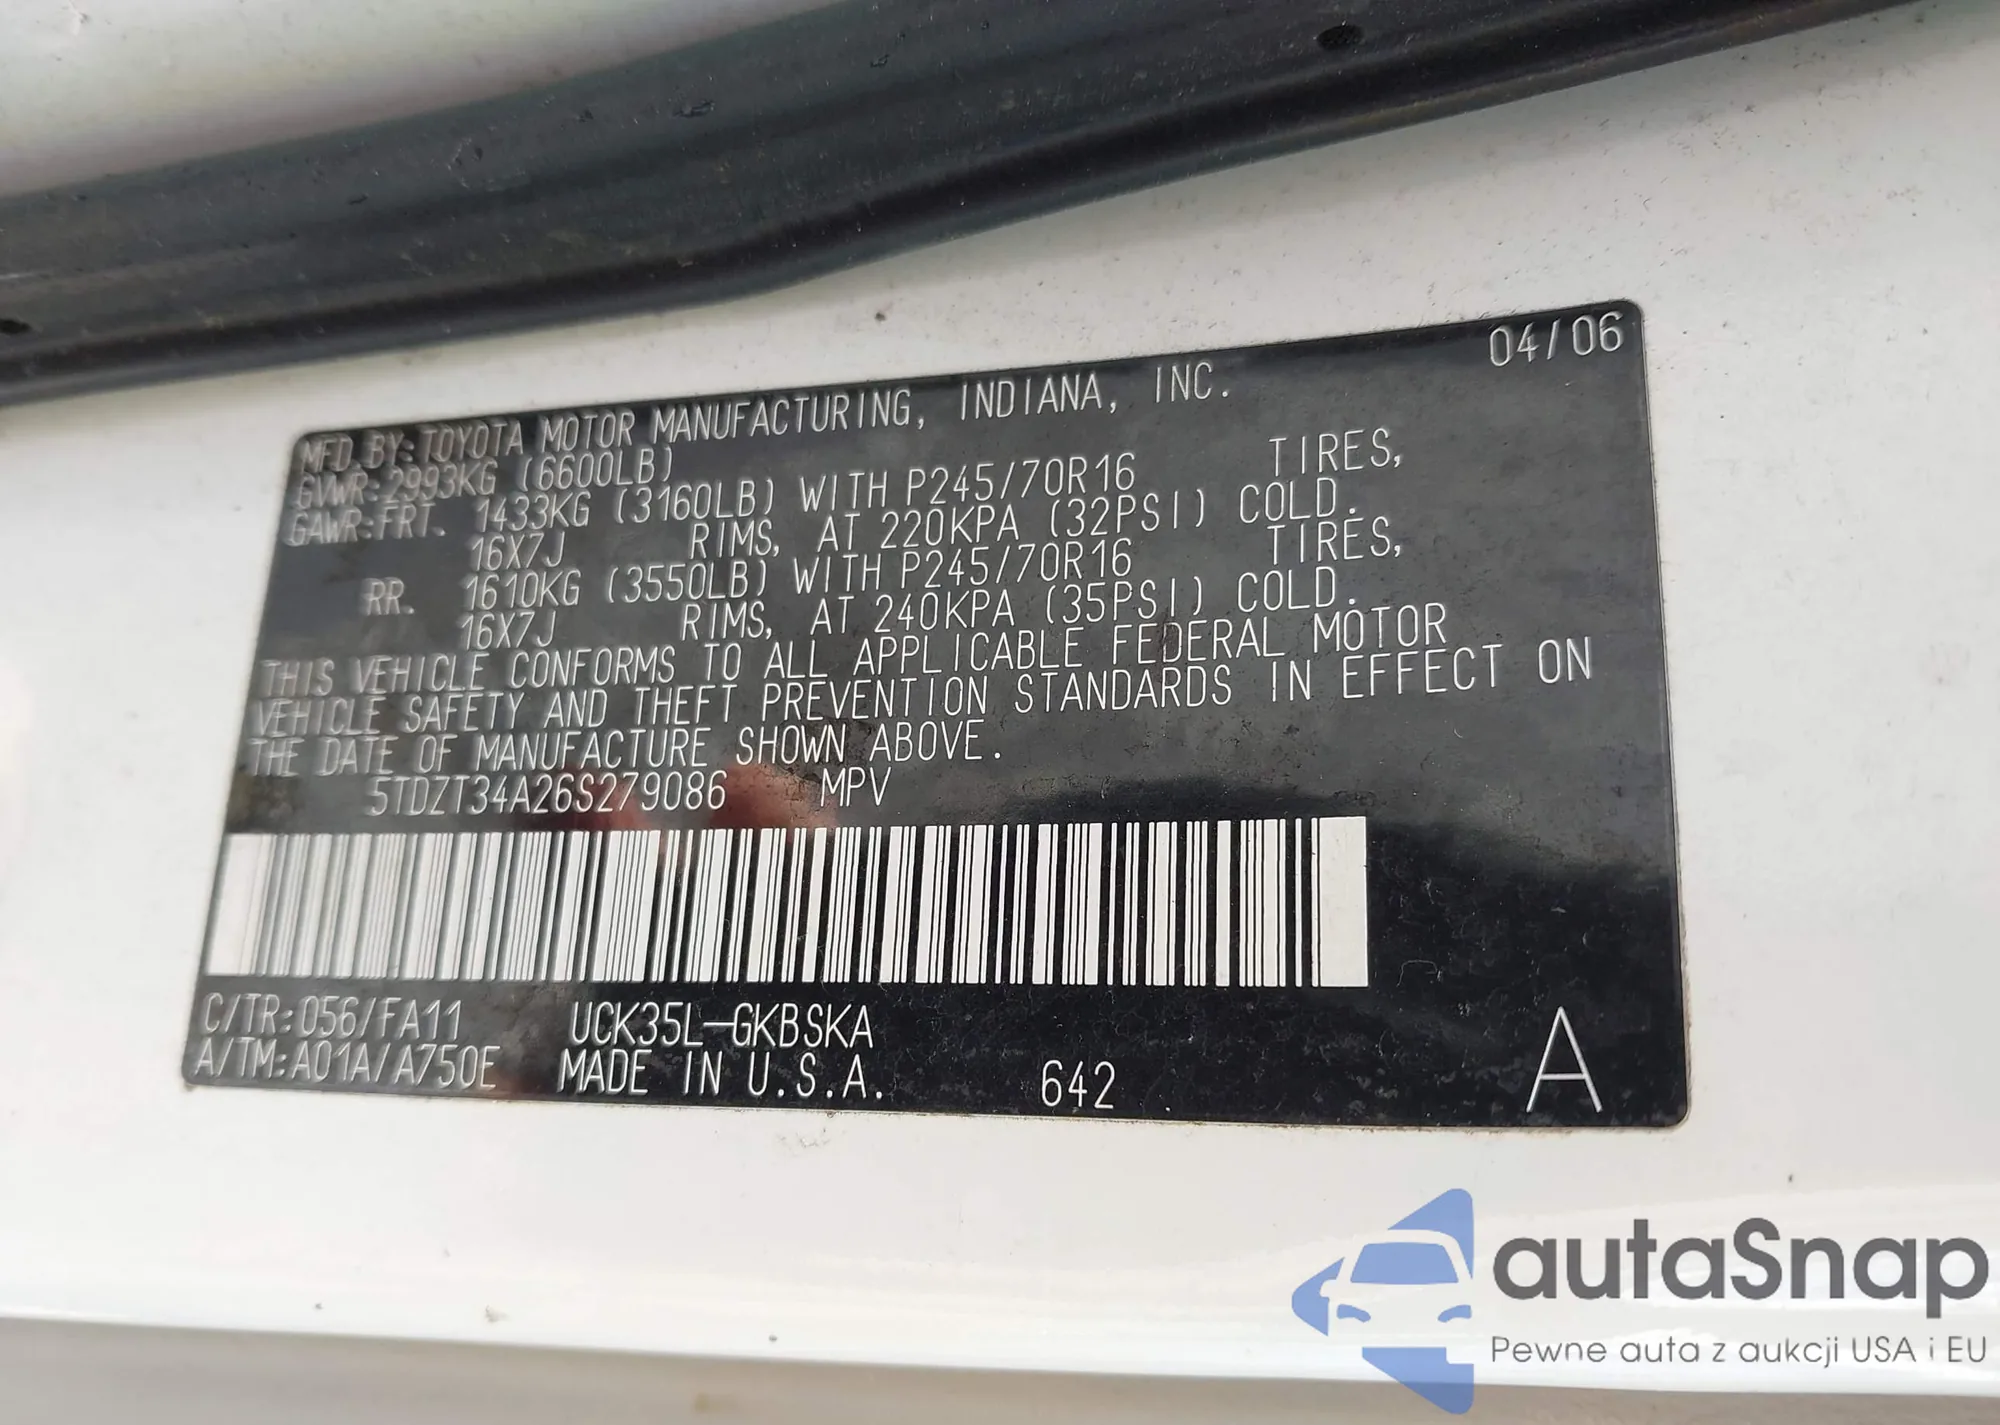 04/06
MFD. BY: TOYOTA MOTOR MANUFACTURING, INDIANA, INC.
GVWR: 2993KG (6600LB)
GAWR: FRT. 1433KG (3160LB) WITH P245/70R16 TIRES,
16X7J RIMS, AT 220KPA (32PSI) COLD.
RR. 1610KG (3550LB) WITH P245/70R16 TIRES,
16X7J RIMS, AT 240KPA (35PSI) COLD.
THIS VEHICLE CONFORMS TO ALL APPLICABLE FEDERAL MOTOR
VEHICLE SAFETY AND THEFT PREVENTION STANDARDS IN EFFECT ON
THE DATE OF MANUFACTURE SHOWN ABOVE.
5TDZT34A26S279086 MPV
C/TR: 056/FA11 UCK35L-GKBSKA
A/TM: A01A/A750E MADE IN U.S.A. 642 A
autaSnap
Pewne auta z aukcji USA i EU